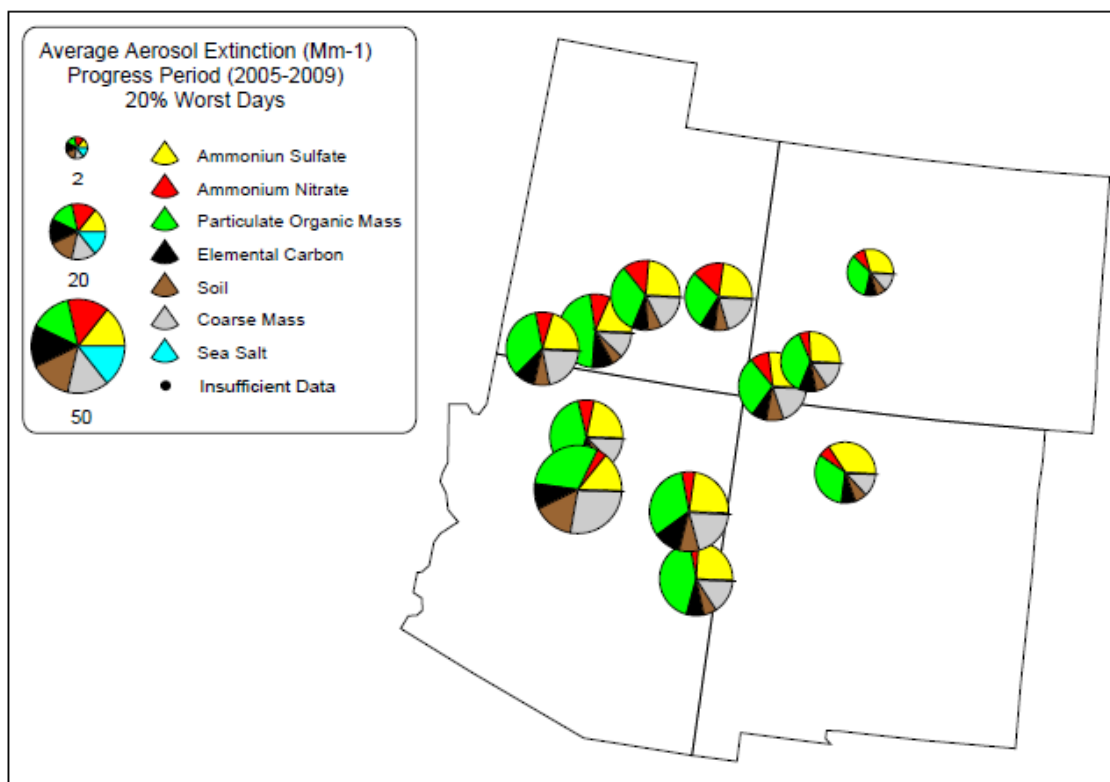 Average Aerosol Extinction (Mm-1)
Progress Period (2005-2009)
20% Worst Days
2
20
50
Ammoniun Sulfate
Ammonium Nitrate
Particulate Organic Mass
Elemental Carbon
Soil
Coarse Mass
Sea Salt
Insufficient Data